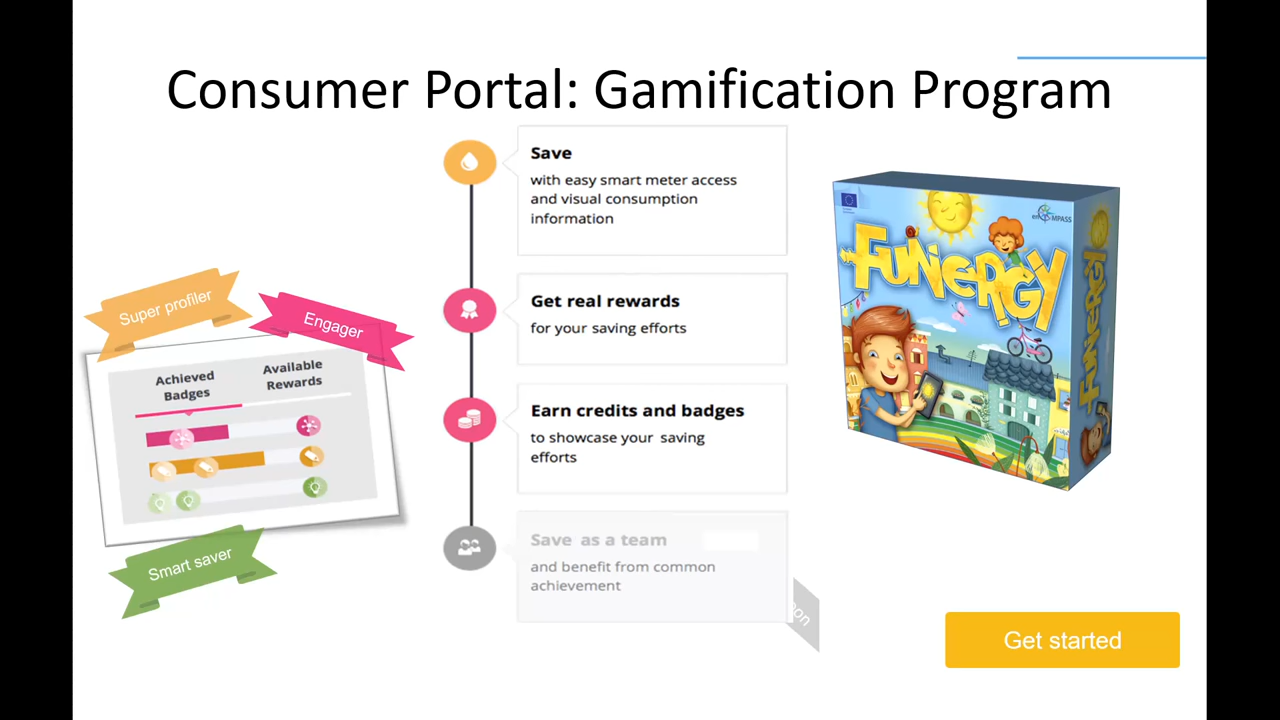 Consumer Portal: Gamification Program
Save
with easy smart meter access
and visual consumption
information
Get real rewards
for your saving efforts
Earn credits and badges
to showcase your saving
efforts
Save as a team
and benefit from common
achievement
Super profiler
Engager
Achieved
Badges
Available
Rewards
Smart saver
enCOMPASS
FUNERGY
FUNERGY
Get started